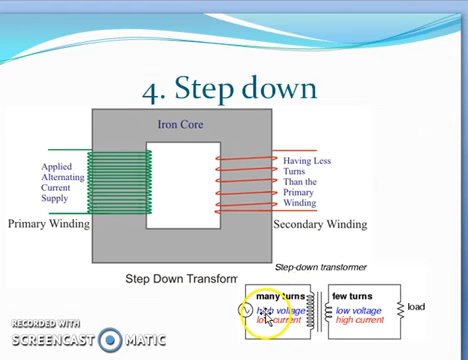 4. Step down
Iron Core
Applied
Alternating
Current
Supply
Having Less
Turns
Than the
Primary
Winding
Primary Winding
Secondary Winding
Step Down Transform
Step-down transformer
many turns
high voltage
low current
few turns
low voltage
high current
load
RECORDED WITH
SCREENCAST MATIC